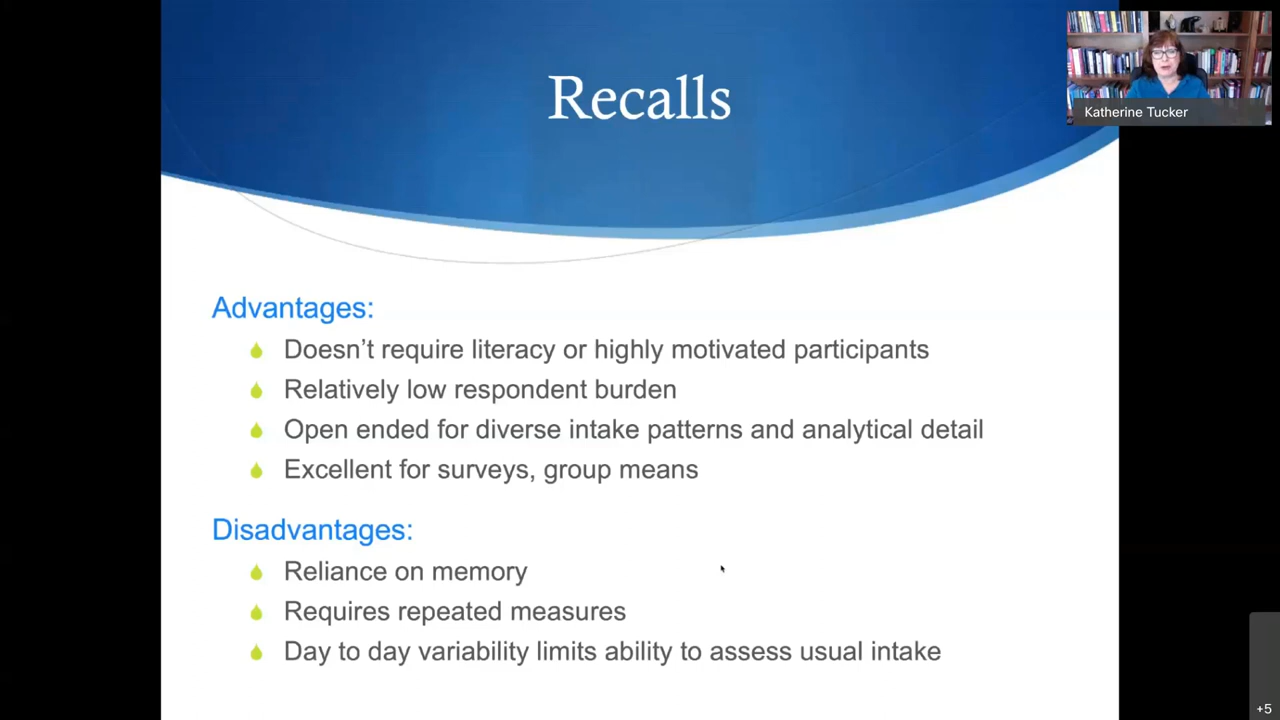 Recalls
Katherine Tucker
Advantages:
Doesn't require literacy or highly motivated participants
Relatively low respondent burden
Open ended for diverse intake patterns and analytical detail
Excellent for surveys, group means
Disadvantages:
Reliance on memory
Requires repeated measures
Day to day variability limits ability to assess usual intake
+5